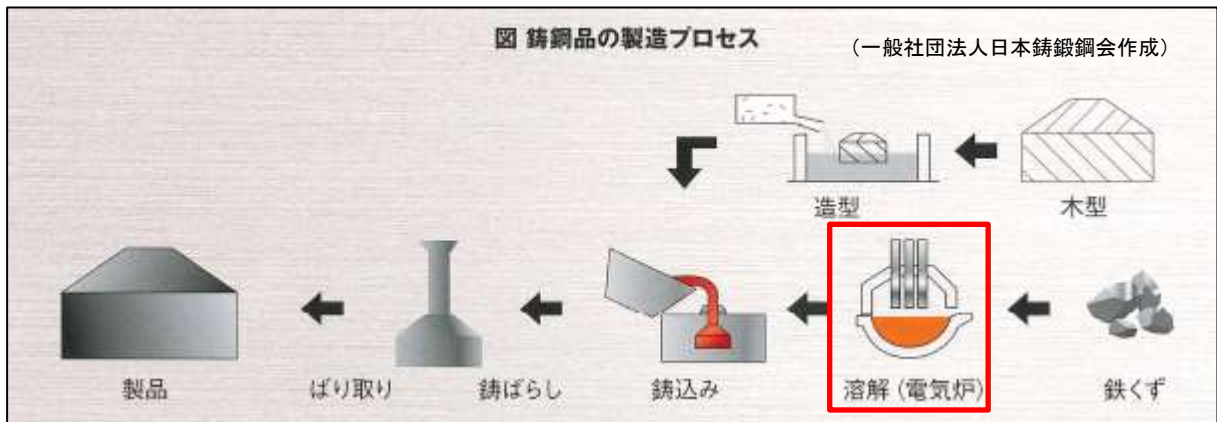 図 鋳鋼品の製造プロセス
（一般社団法人日本鋳鍛鋼会作成）
造型
木型
製品
ばり取り
鋳ばらし
鋳込み
溶解（電気炉）
鉄くず